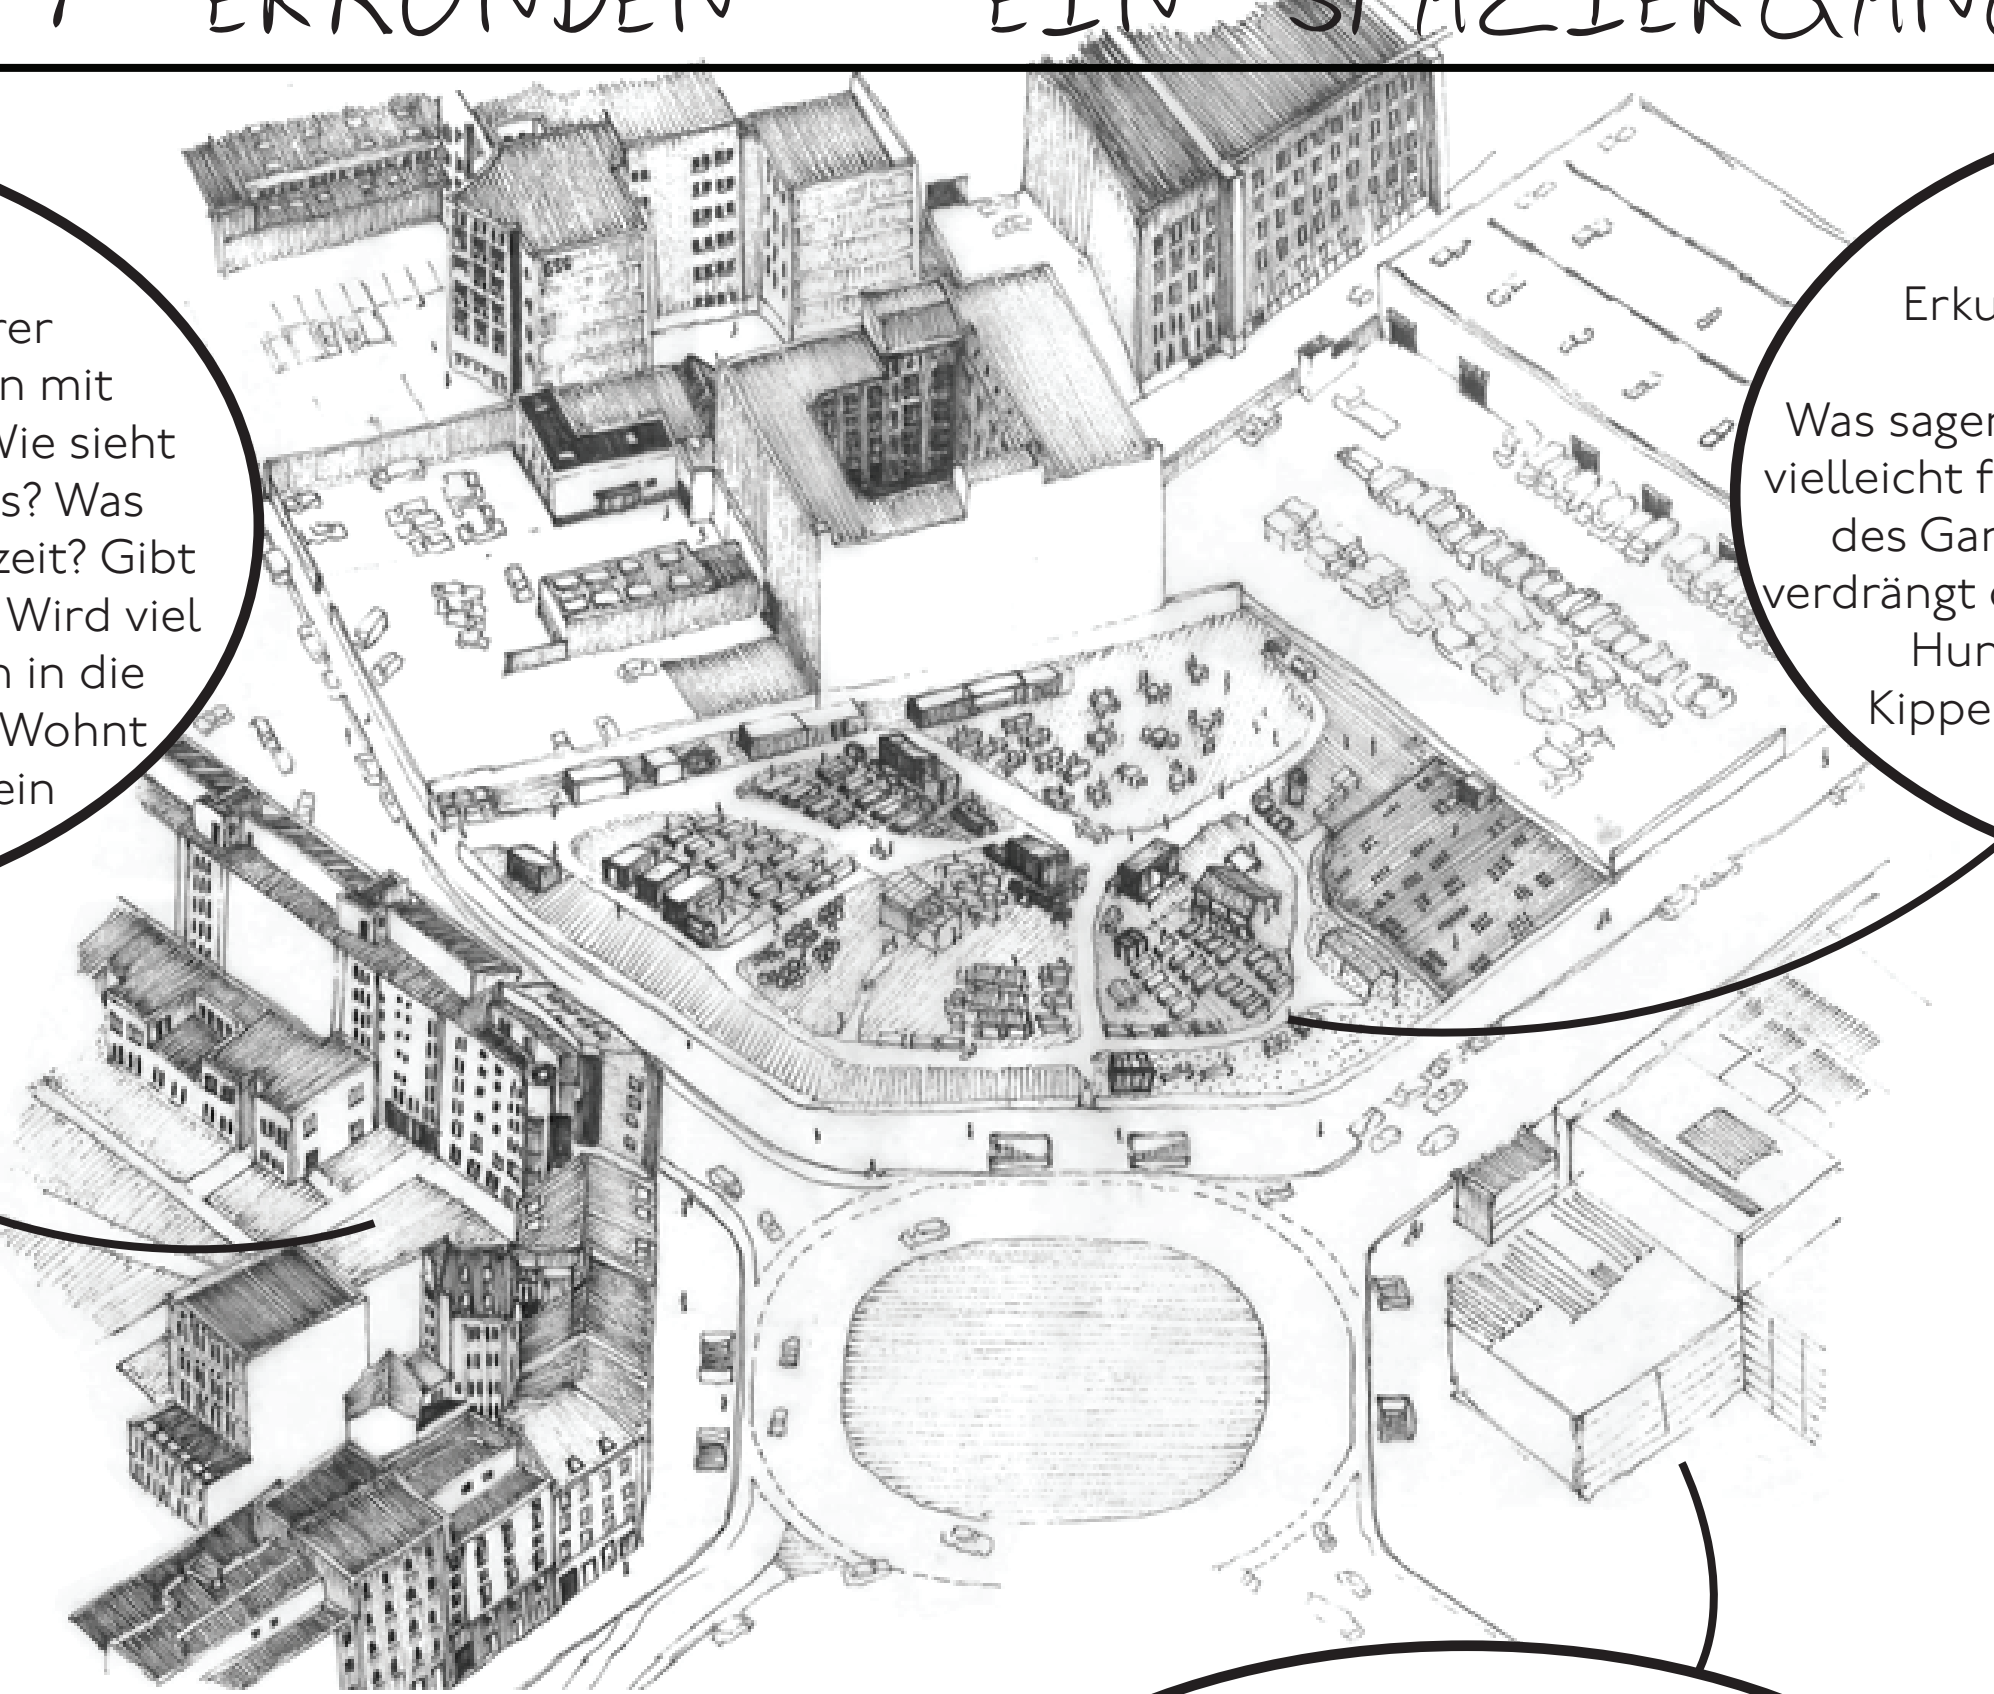 ERKUNDEN EIN SPAZIERGANG
rer
n mit
Wie sieht
s? Was
zeit? Gibt
Wird viel
n in die
Wohnt
ein
Erku
Was sagen
vielleicht f
des Gar
verdrängt
Hun
Kippe